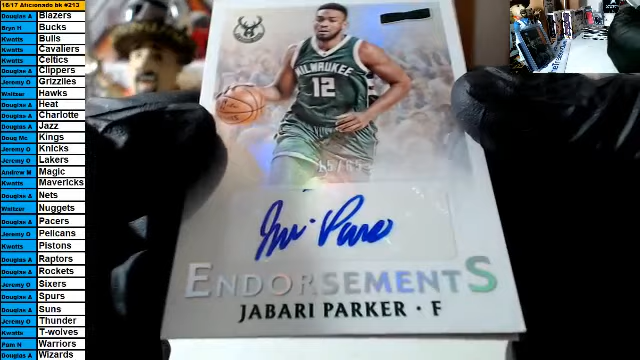 16/17 Aficionado bk #213
Douglas A Blazers
Bryn H Bucks
Kwatts Bulls
Kwatts Cavaliers
Kwatts Celtics
Douglas A Clippers
Jeremy O Grizzlies
Waltzer Hawks
Douglas A Heat
Douglas A Charlotte
Douglas A Jazz
Doug Mc Kings
Jeremy O Knicks
Jeremy O Lakers
Andrew M Magic
Kwatts Mavericks
Douglas A Nets
Waltzer Nuggets
Douglas A Pacers
Jeremy O Pelicans
Kwatts Pistons
Douglas A Raptors
Douglas A Rockets
Jeremy O Sixers
Douglas A Spurs
Douglas A Suns
Jeremy O Thunder
Kwatts T-wolves
Pam N Warriors
Douglas A Wizards
MILWAUKEE
12
ENDORSEMENTS
JABARI PARKER · F